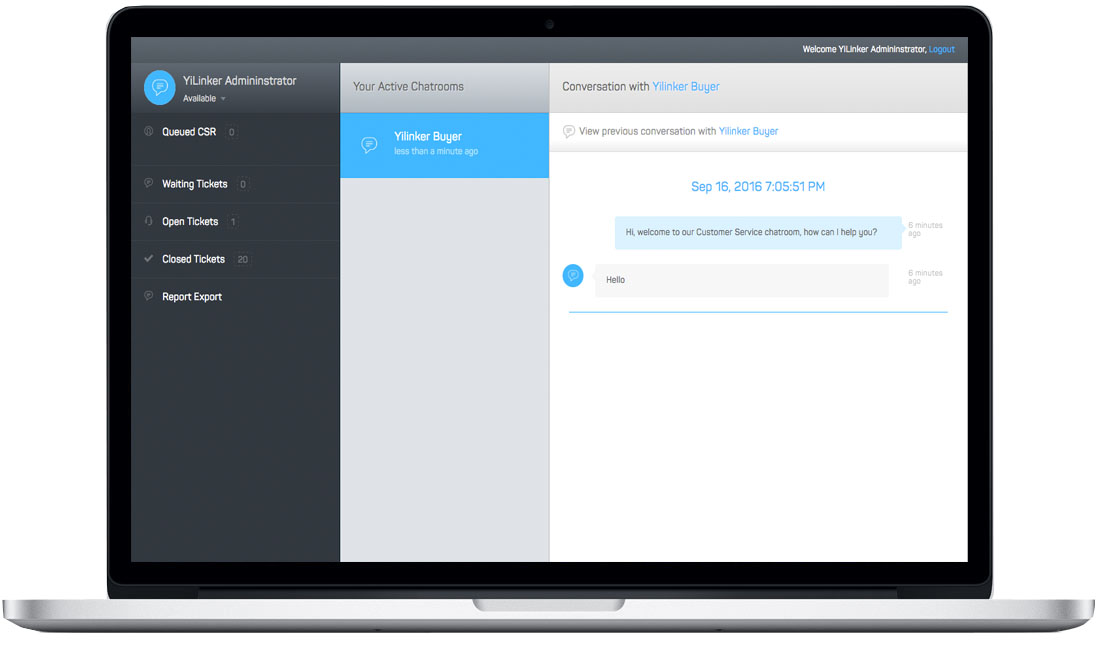 Welcome YiLinker Admininstrator, Logout
YiLinker Admininstrator
Available
Queued CSR 0
Waiting Tickets 0
Open Tickets 1
Closed Tickets 20
Report Export
Your Active Chatrooms
Yilinker Buyer
less than a minute ago
Conversation with Yilinker Buyer
View previous conversation with Yilinker Buyer
Sep 16, 2016 7:05:51 PM
Hi, welcome to our Customer Service chatroom, how can I help you?
6 minutes
ago
Hello
6 minutes
ago